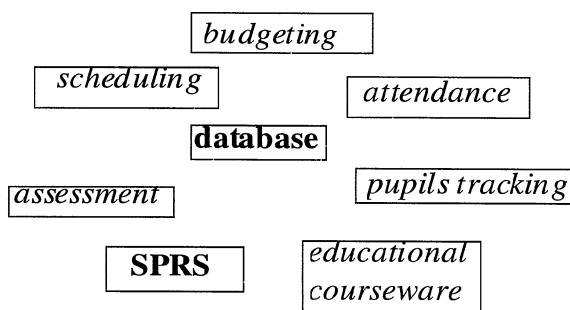 budgeting
scheduling
attendance
database
assessment
pupils tracking
SPRS
educational
courseware